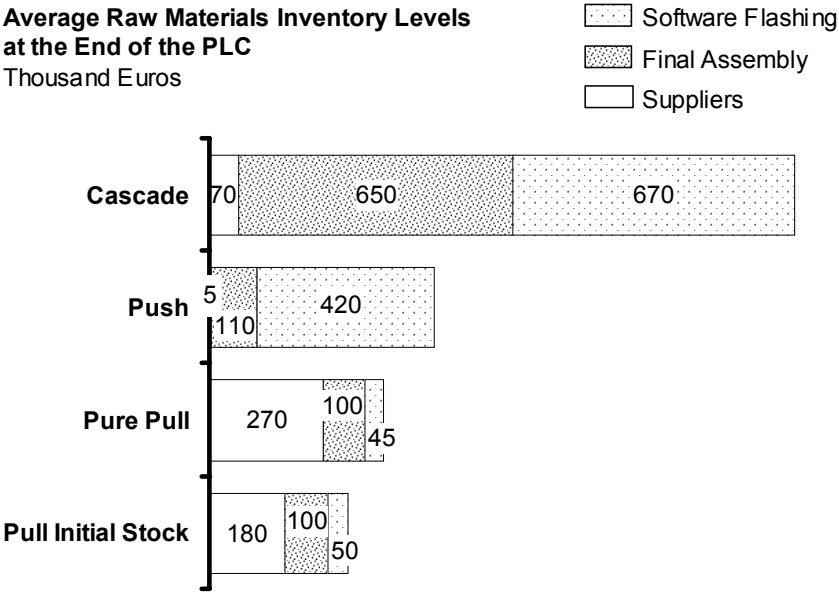 Average Raw Materials Inventory Levels
at the End of the PLC
Thousand Euros
Software Flashing
Final Assembly
Suppliers
Cascade
70
650
670
Push
5
110
420
Pure Pull
270
100
45
Pull Initial Stock
180
100
50